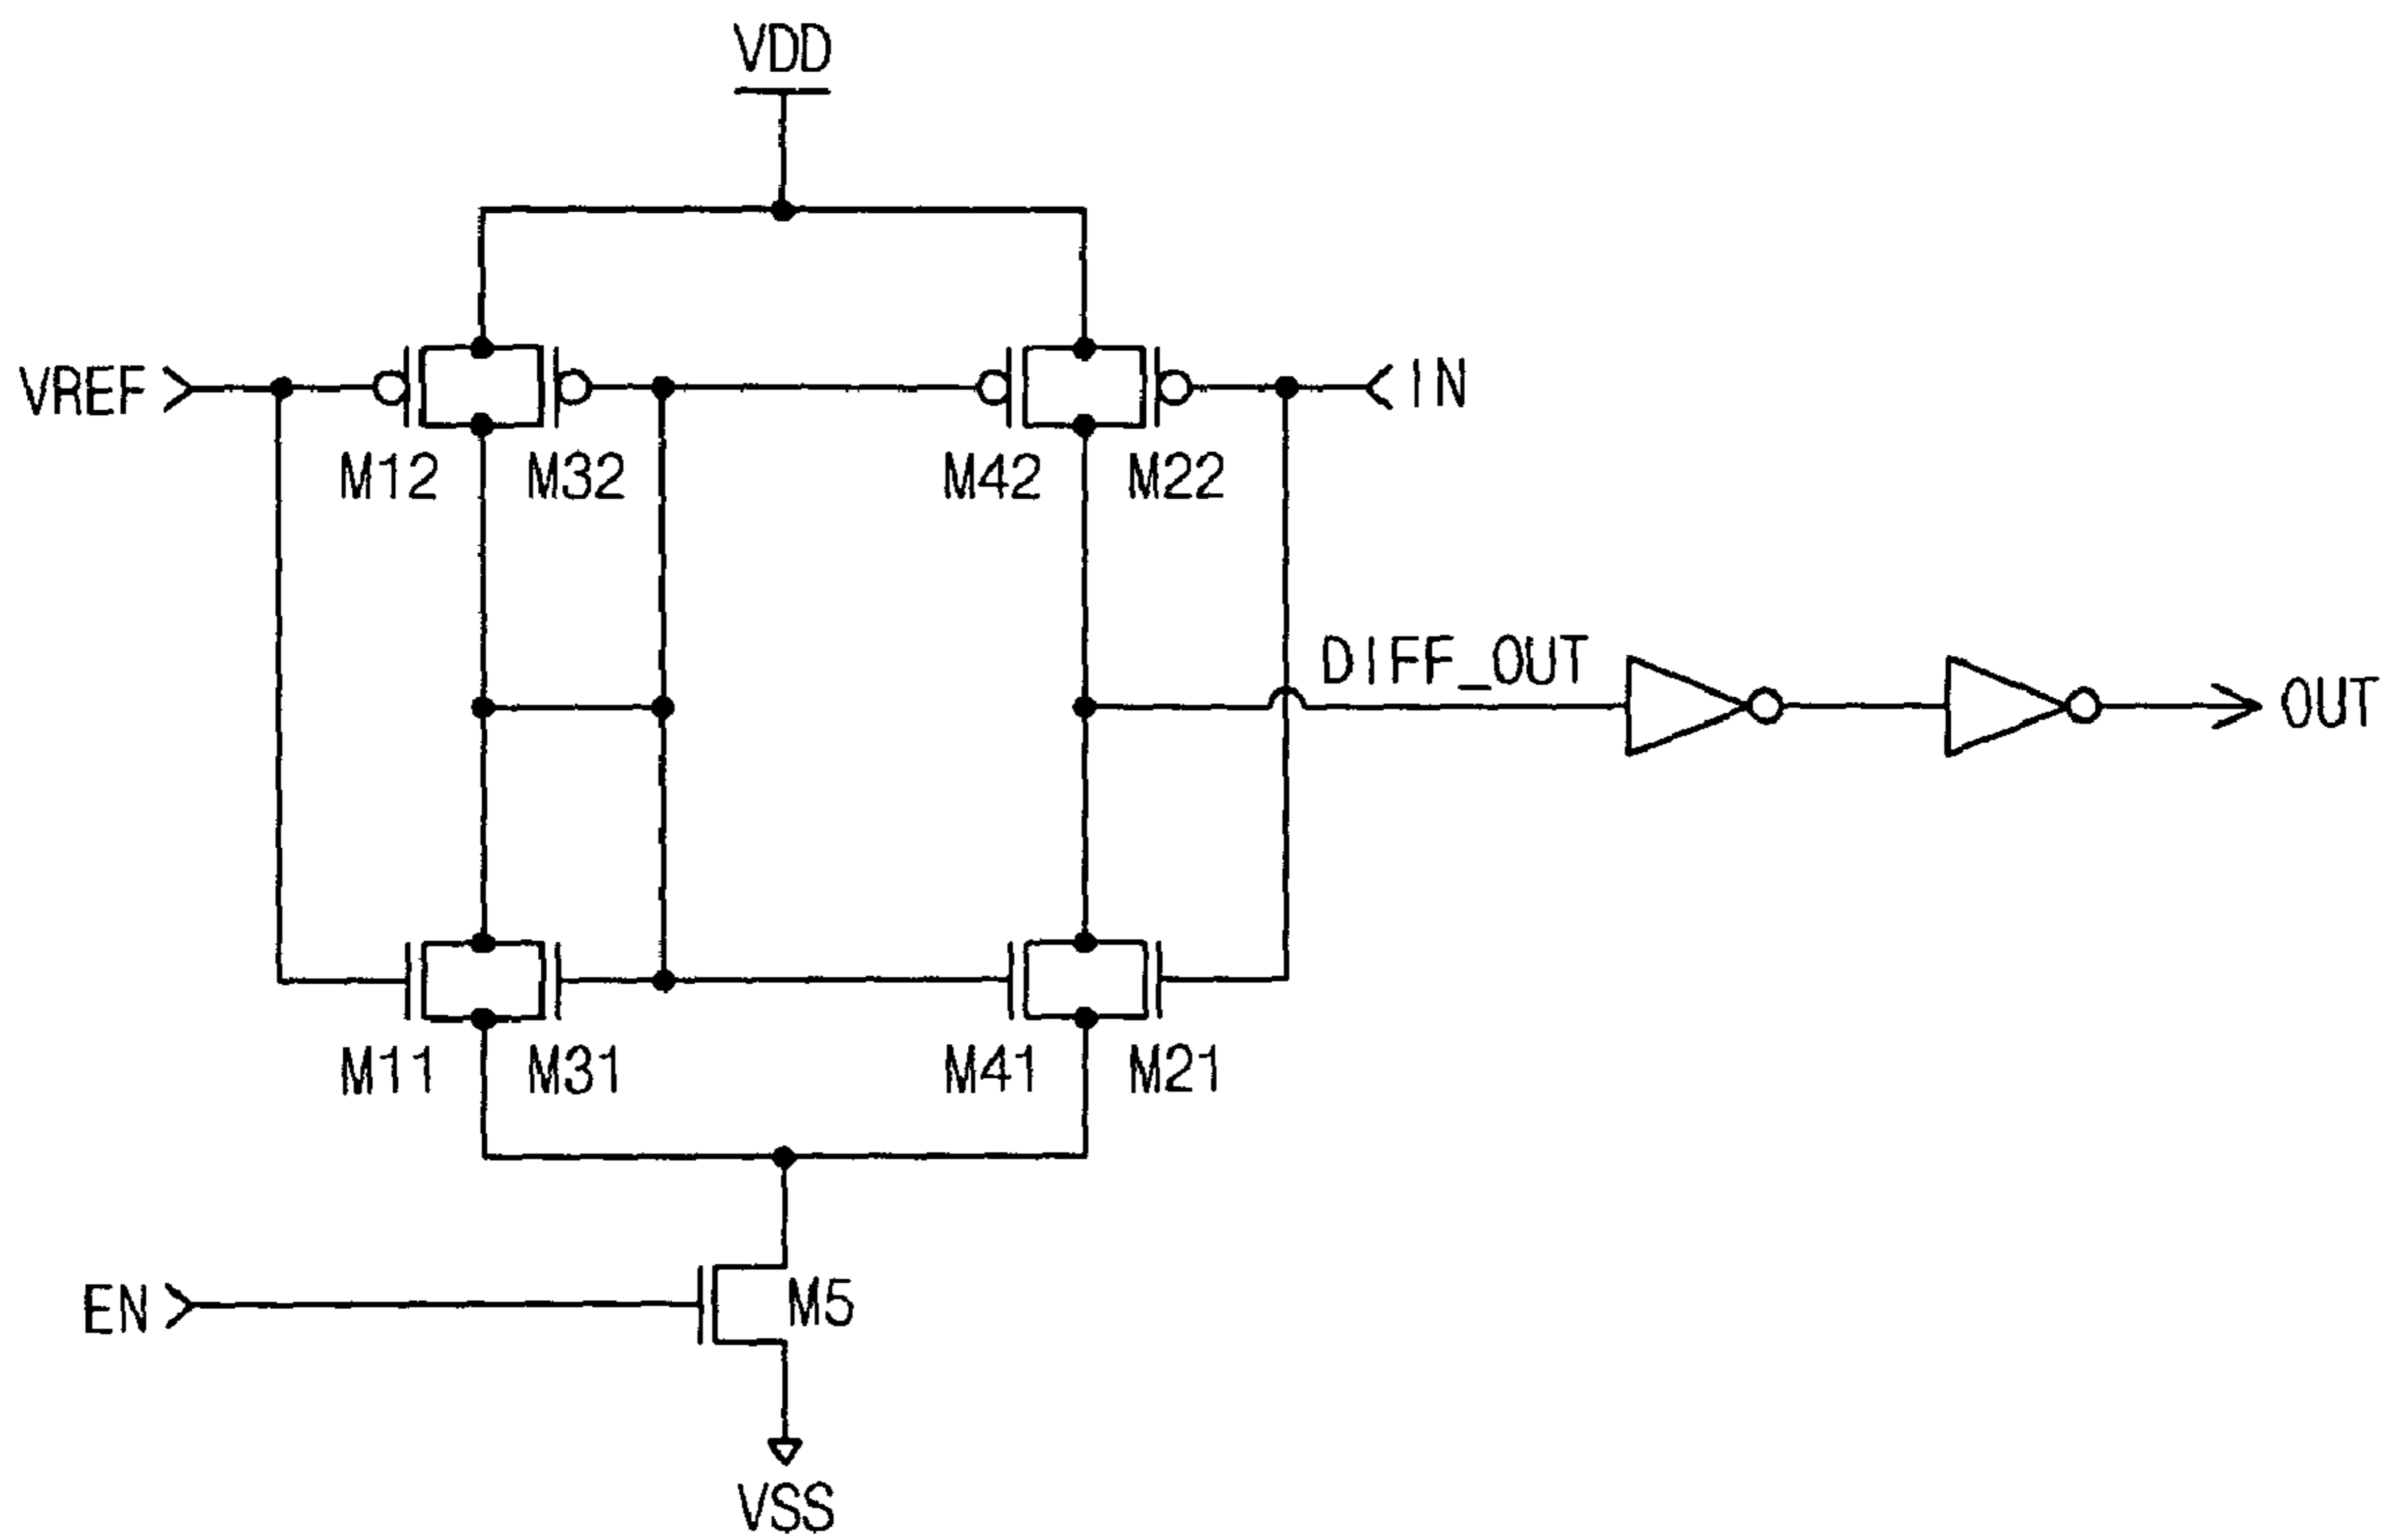 VDD
VREF
IN
M12
M32
M42
M22
DIFF_OUT
OUT
M11
M31
M41
M21
EN
M5
VSS